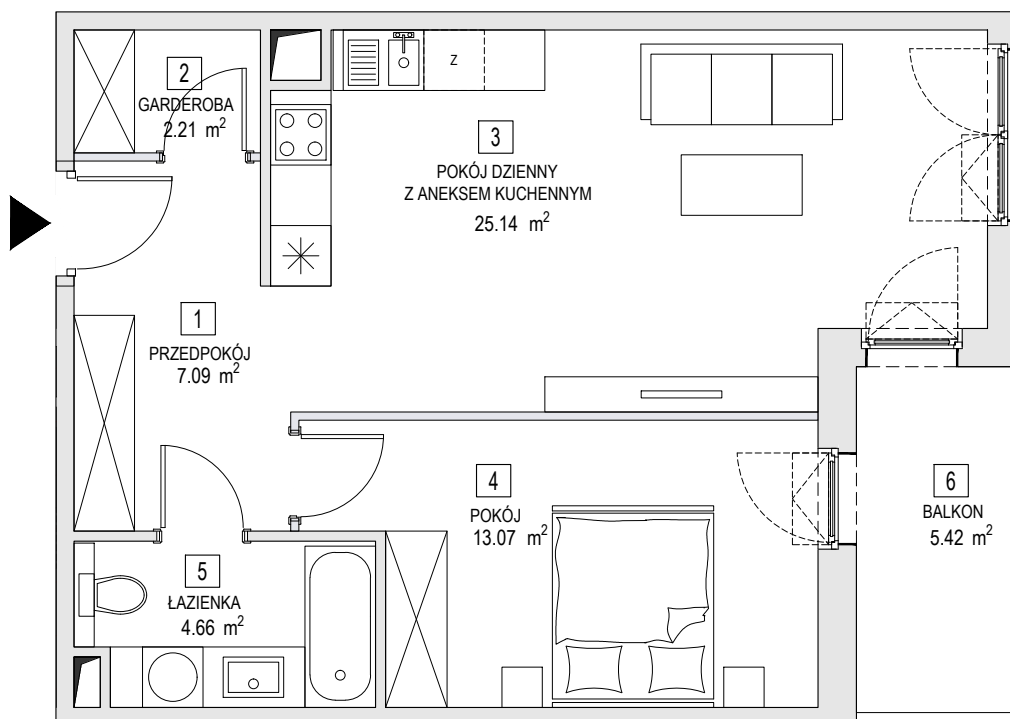 2
GARDEROBA
2.21 m²
Z
3
POKÓJ DZIENNY
Z ANEKSEM KUCHENNYM
25.14 m²
1
PRZEDPOKÓJ
7.09 m²
4
POKÓJ
13.07 m²
6
BALKON
5.42 m²
5
ŁAZIENKA
4.66 m²